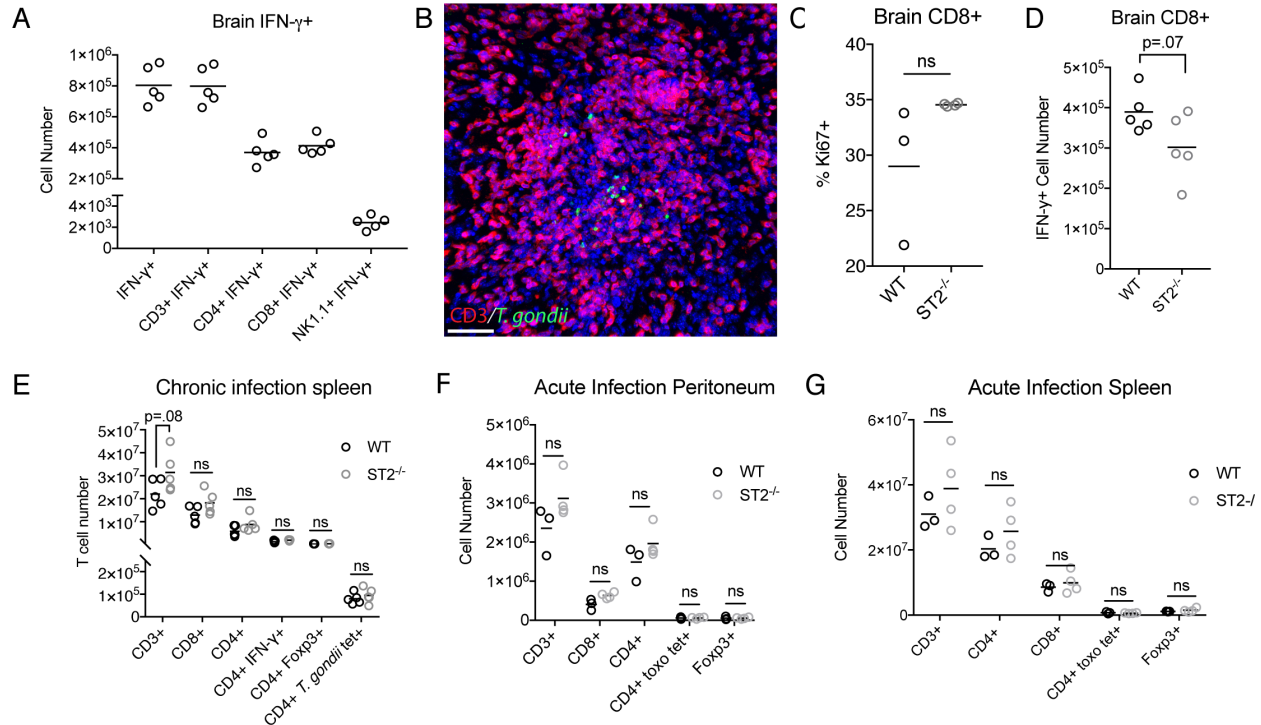 A
Brain IFN-γ+
Cell Number
1×10⁶
8×10⁵
6×10⁵
4×10⁵
2×10⁵
4×10³
2×10³
0
IFN-γ+
CD3+ IFN-γ+
CD4+ IFN-γ+
CD8+ IFN-γ+
NK1.1+ IFN-γ+
B
CD3/T gondii
C
Brain CD8+
% Ki67+
40
35
30
25
20
ns
WT
ST2⁻/⁻
D
Brain CD8+
p=.07
IFN-γ+ Cell Number
5×10⁵
4×10⁵
3×10⁵
2×10⁵
1×10⁵
0
WT
ST2⁻/⁻
E
Chronic infection spleen
p=.08
T cell number
5×10⁷
4×10⁷
3×10⁷
2×10⁷
1×10⁷
2×10⁵
1×10⁵
0
ns
ns
ns
ns
ns
WT
ST2⁻/⁻
CD3+
CD8+
CD4+
CD4+ IFN-γ+
CD4+ Foxp3+
CD4+ T. gondii tet+
F
Acute Infection Peritoneum
Cell Number
5×10⁶
4×10⁶
3×10⁶
2×10⁶
1×10⁶
0
ns
ns
ns
ns
ns
WT
ST2⁻/⁻
CD3+
CD8+
CD4+
CD4+ toxo tet+
Foxp3+
G
Acute Infection Spleen
Cell Number
6×10⁷
4×10⁷
2×10⁷
0
ns
ns
ns
ns
ns
WT
ST2-/
CD3+
CD4+
CD8+
CD4+ toxo tet+
Foxp3+